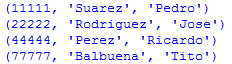 (11111, 'Suarez', 'Pedro')
(22222, 'Rodriguez', 'Jose')
(44444, 'Perez', 'Ricardo')
(77777, 'Balbuena', 'Tito')